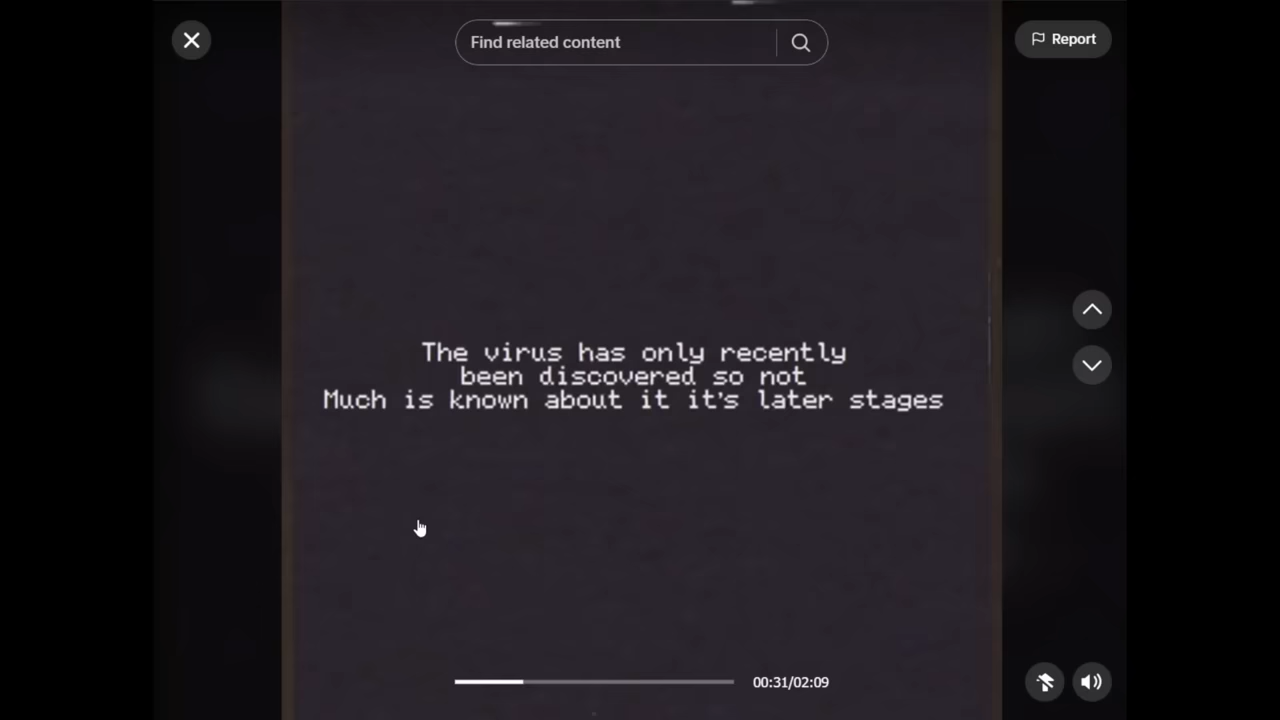 Find related content
Report
The virus has only recently
been discovered so not
Much is known about it it's later stages
00:31/02:09